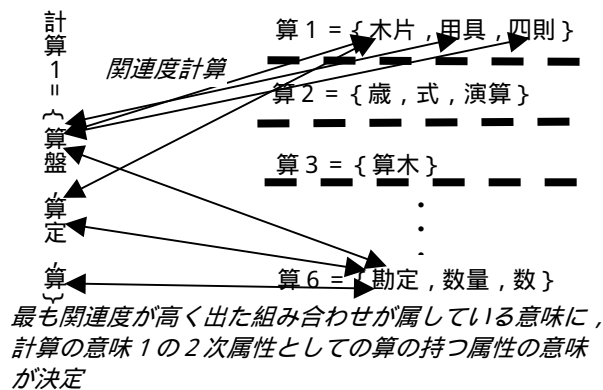 計算1={算盤,算定,算}
関連度計算
算1={木片,用具,四則}
算2={歳,式,演算}
算3={算木}
・
・
・
算6={勘定,数量,数}
最も関連度が高く出た組み合わせが属している意味に,
計算の意味1の2次属性としての算の持つ属性の意味
が決定